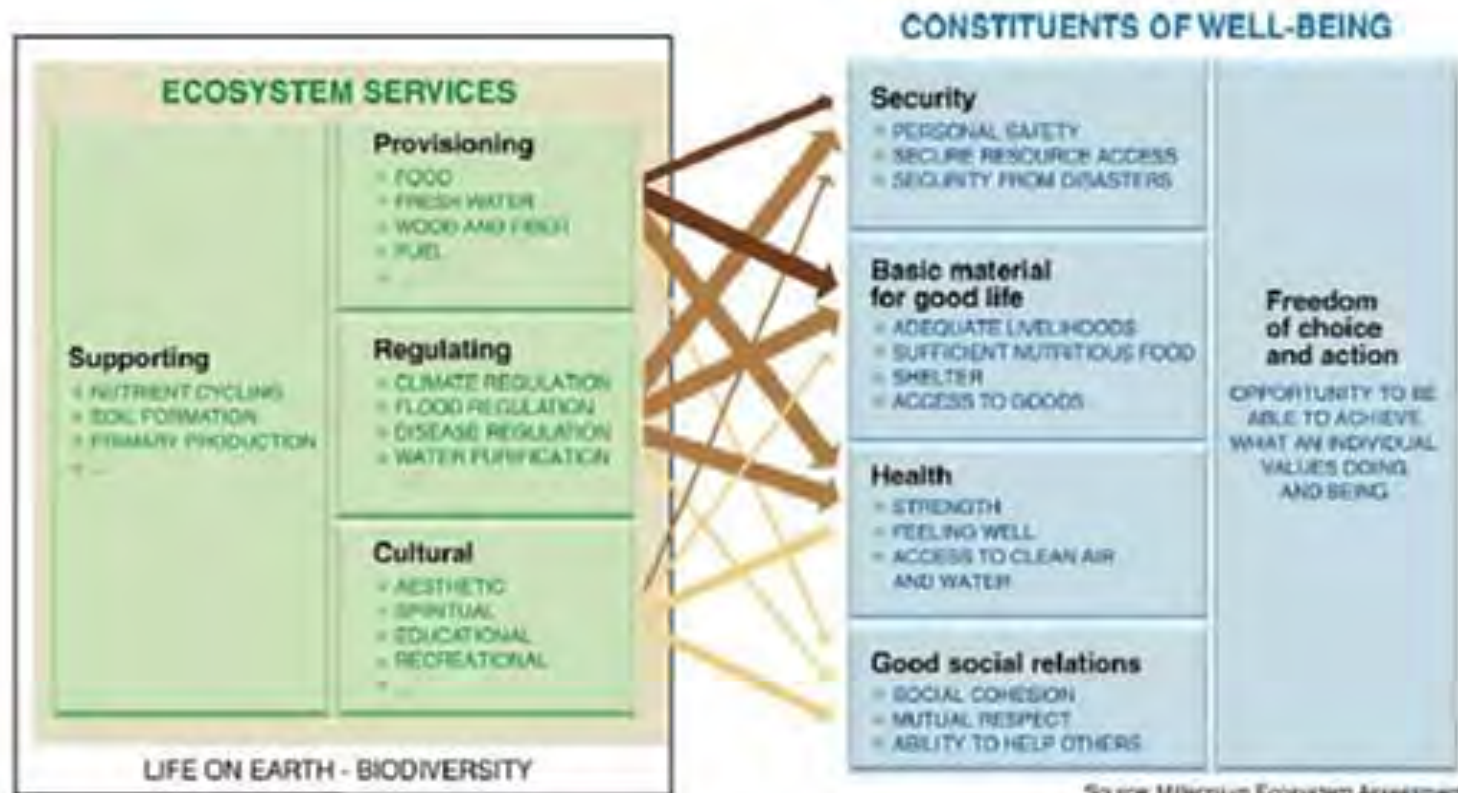 CONSTITUENTS OF WELL-BEING
ECOSYSTEM SERVICES
Supporting
NUTRIENT CYCLING
SOIL FORMATION
PRIMARY PRODUCTION
...
Provisioning
FOOD
FRESH WATER
WOOD AND FIBER
FUEL
...
Regulating
CLIMATE REGULATION
FLOOD REGULATION
DISEASE REGULATION
WATER PURIFICATION
...
Cultural
AESTHETIC
SPIRITUAL
EDUCATIONAL
RECREATIONAL
...
LIFE ON EARTH - BIODIVERSITY
Security
PERSONAL SAFETY
SECURE RESOURCE ACCESS
SECURITY FROM DISASTERS
Basic material
for good life
ADEQUATE LIVELIHOODS
SUFFICIENT NUTRITIOUS FOOD
SHELTER
ACCESS TO GOODS
Health
STRENGTH
FEELING WELL
ACCESS TO CLEAN AIR
AND WATER
Good social relations
SOCIAL COHESION
MUTUAL RESPECT
ABILITY TO HELP OTHERS
Freedom
of choice
and action
OPPORTUNITY TO BE
ABLE TO ACHIEVE
WHAT AN INDIVIDUAL
VALUES DOING
AND BEING
Source: Millennium Ecosystem Assessment